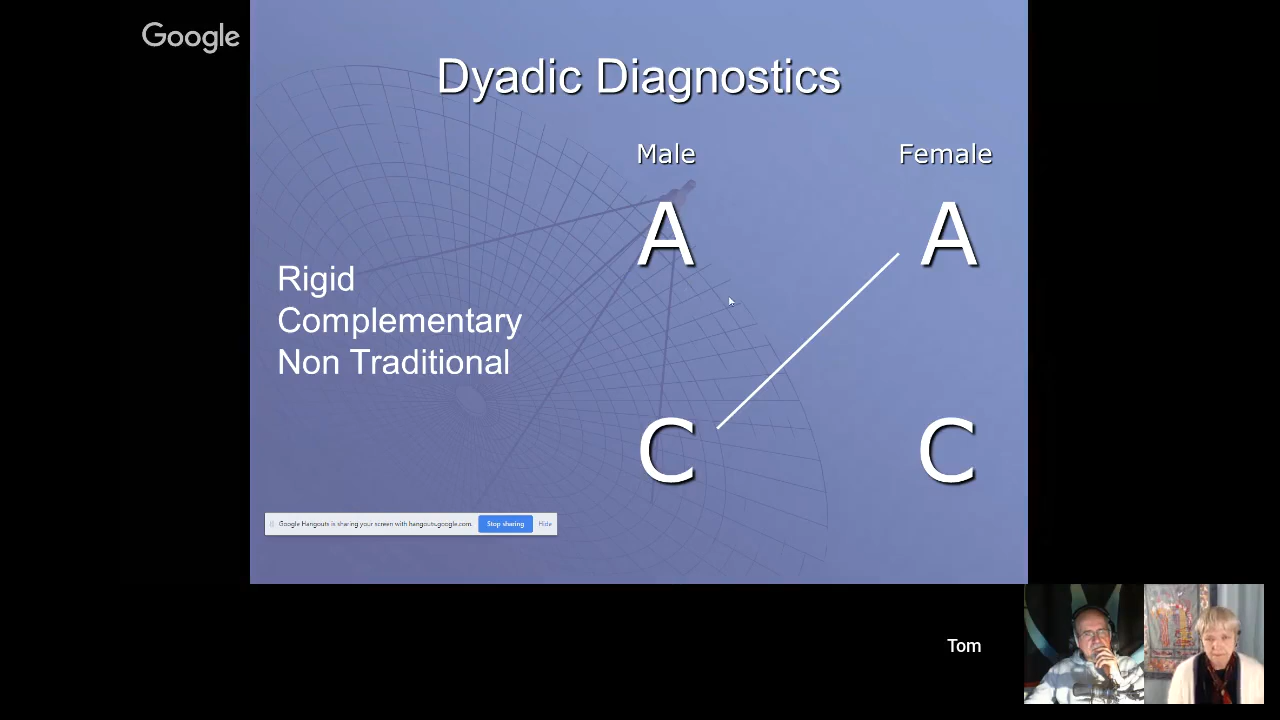 Google
Dyadic Diagnostics
Male
Female
A
A
Rigid
Complementary
Non Traditional
C
C
Google Hangouts is sharing your screen with hangouts.google.com.
Stop sharing
Hide
Tom